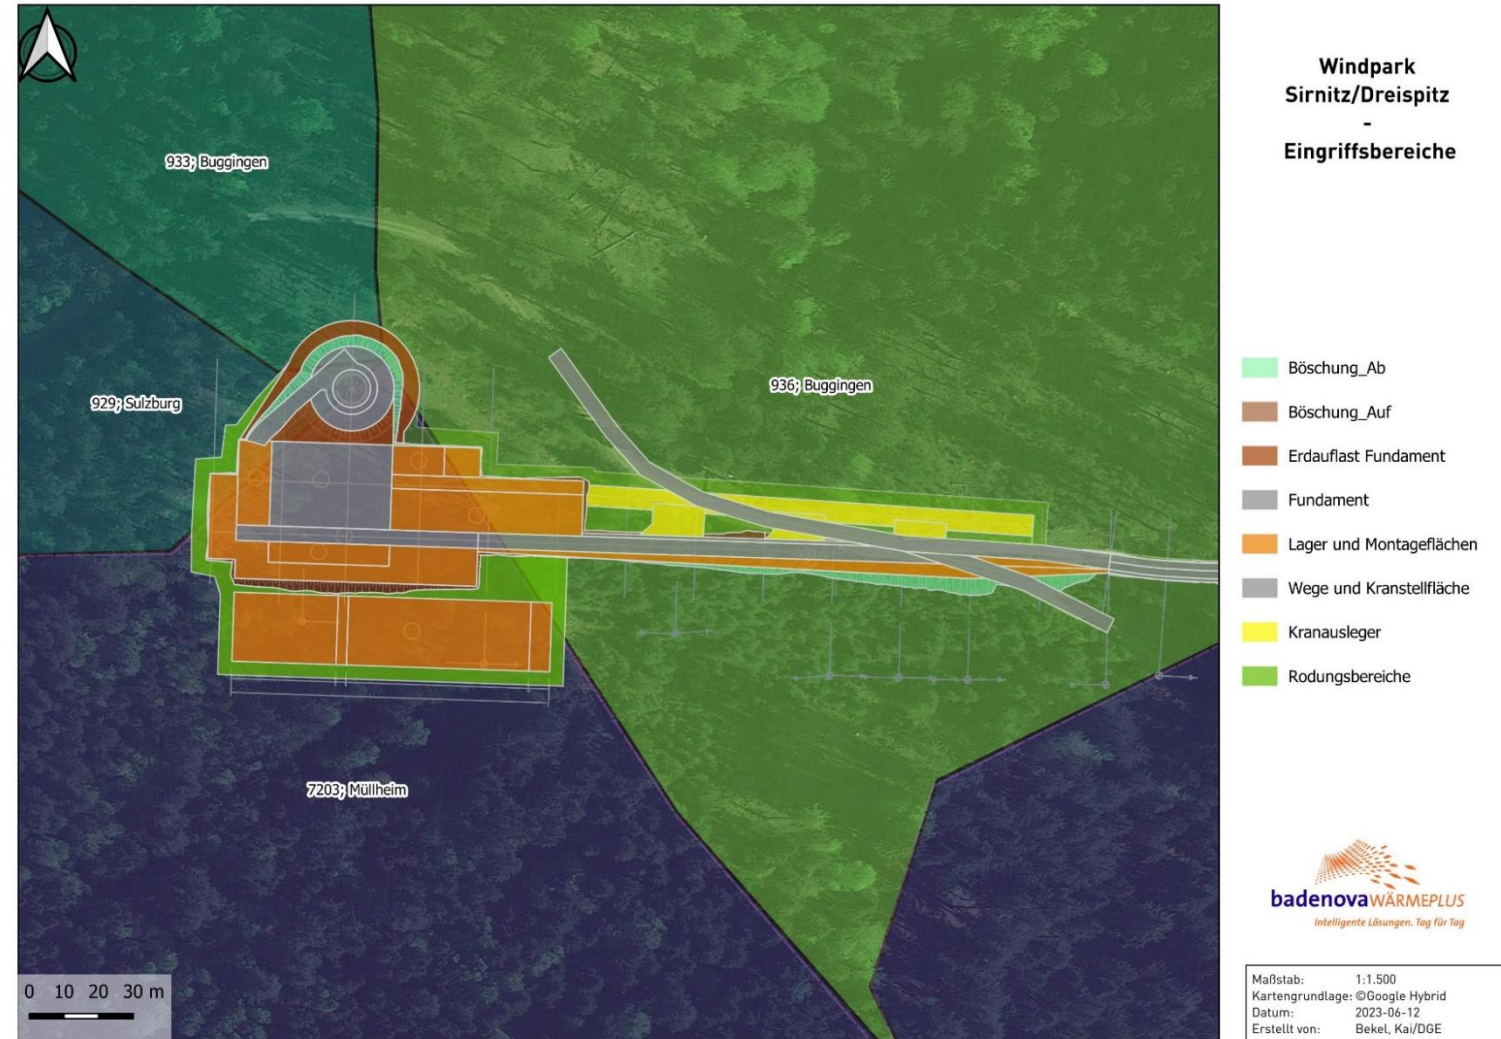 Windpark
Sirnitz/Dreispitz
-
Eingriffsbereiche
933; Buggingen
929; Sulzburg
936; Buggingen
7203; Müllheim
Böschung_Ab
Böschung_Auf
Erdauflast Fundament
Fundament
Lager und Montageflächen
Wege und Kranstellfläche
Kranausleger
Rodungsbereiche
badenovaWÄRMEPLUS
Intelligente Lösungen. Tag für Tag
0 10 20 30 m
Maßstab: 1:1.500
Kartengrundlage: ©Google Hybrid
Datum: 2023-06-12
Erstellt von: Bekel, Kai/DGE